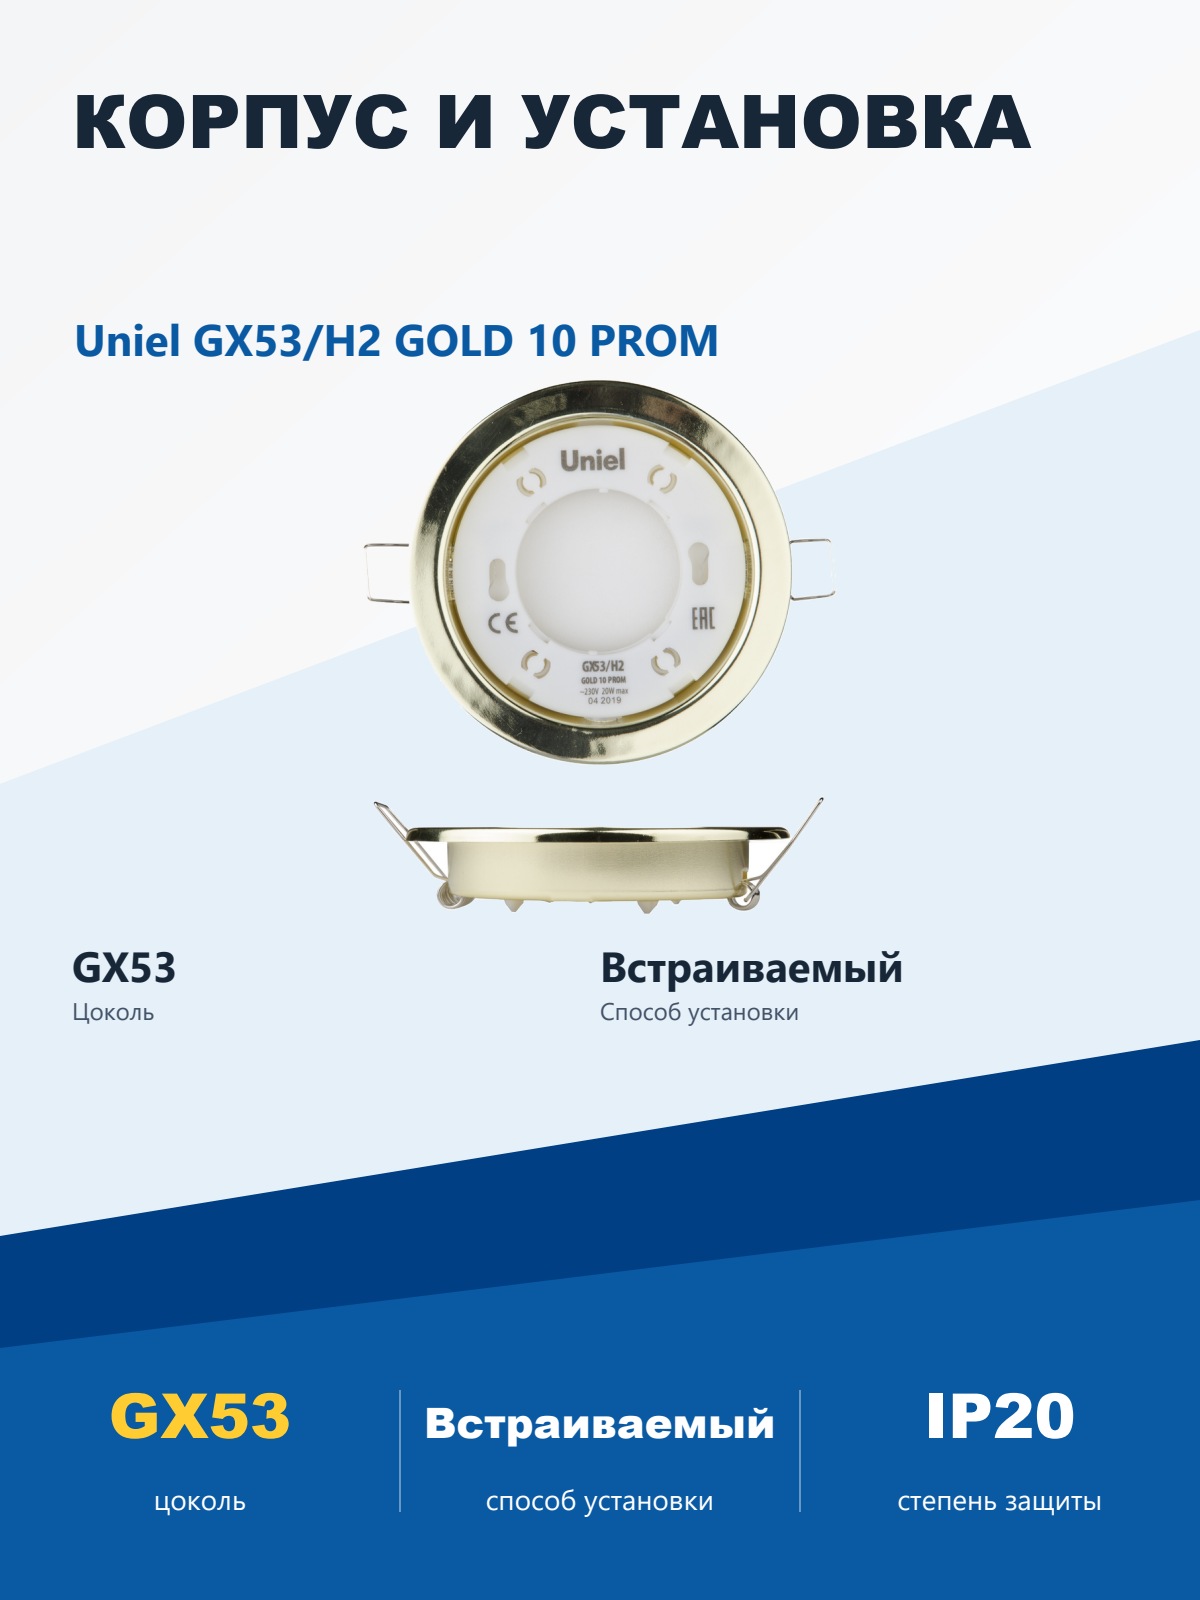 КОРПУС И УСТАНОВКА
Uniel GX53/H2 GOLD 10 PROM
Uniel
CE
EAC
GX53/H2
GOLD 10 PROM
~230V 20W max
04 2019
GX53
Цоколь
Встраиваемый
Способ установки
GX53
цоколь
Встраиваемый
способ установки
IP20
степень защиты